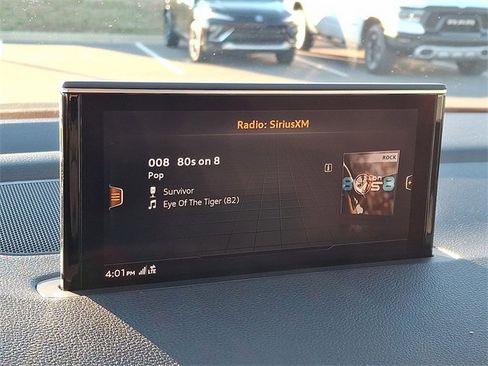 RAM
Radio: SiriusXM
008 80s on 8
Pop
ROCK
Survivor
Eye Of The Tiger (82)
4:01PM LTE